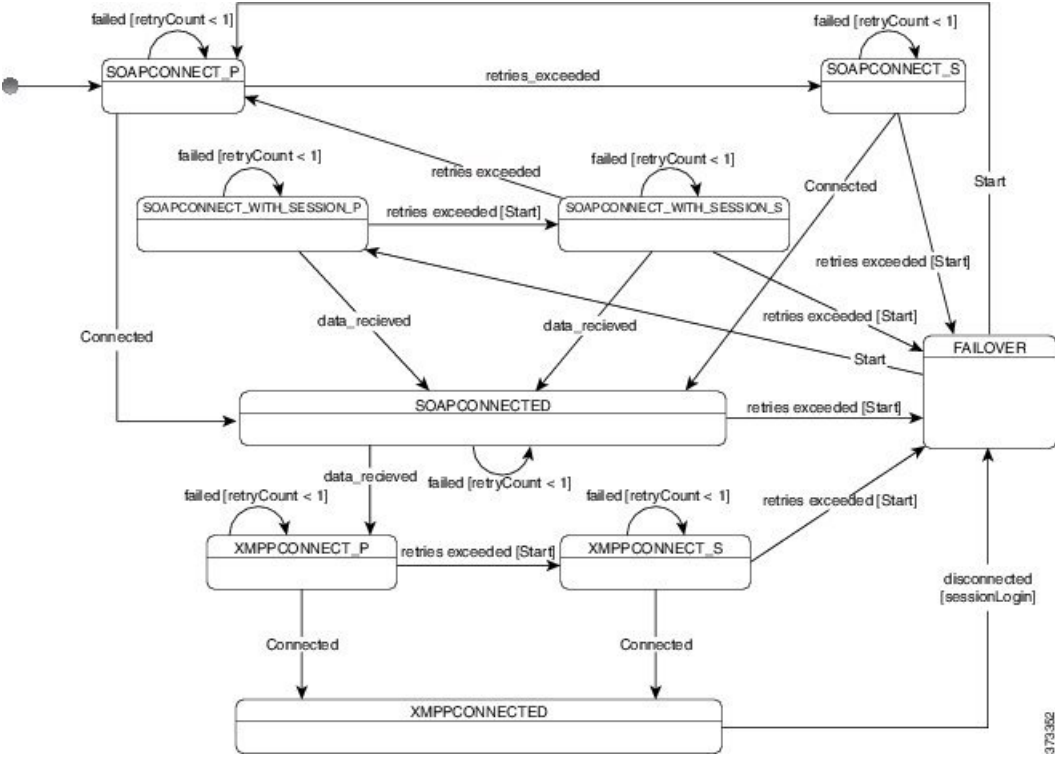 failed [retryCount < 1]
failed [retryCount < 1]
SOAPCONNECT_P
retries_exceeded
SOAPCONNECT_S
failed [retryCount < 1]
failed [retryCount < 1]
retries exceeded
Connected
Start
SOAPCONNECT_WITH_SESSION_P
retries exceeded [Start]
SOAPCONNECT_WITH_SESSION_S
retries exceeded [Start]
data_recieved
data_recieved
retries exceeded [Start]
Connected
FAILOVER
Start
SOAPCONNECTED
retries exceeded [Start]
data_recieved
failed [retryCount < 1]
failed [retryCount < 1]
failed [retryCount < 1]
retries exceeded [Start]
XMPPCONNECT_P
retries exceeded [Start]
XMPPCONNECT_S
disconnected
[sessionLogin]
Connected
Connected
XMPPCONNECTED
373362